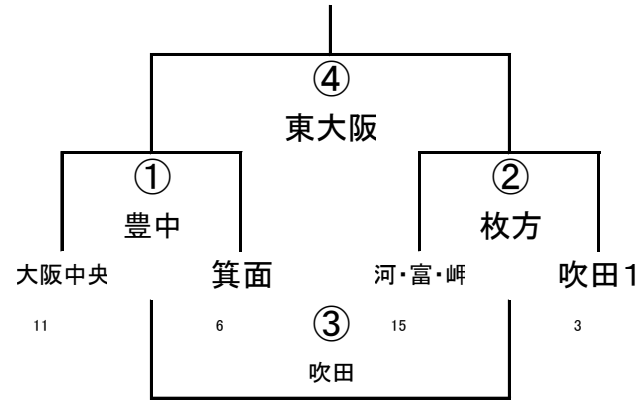 ④
東大阪
① ②
豊中 枚方
大阪中央 箕面 河・富・岬 吹田1
11 6 ③ 15 3
吹田